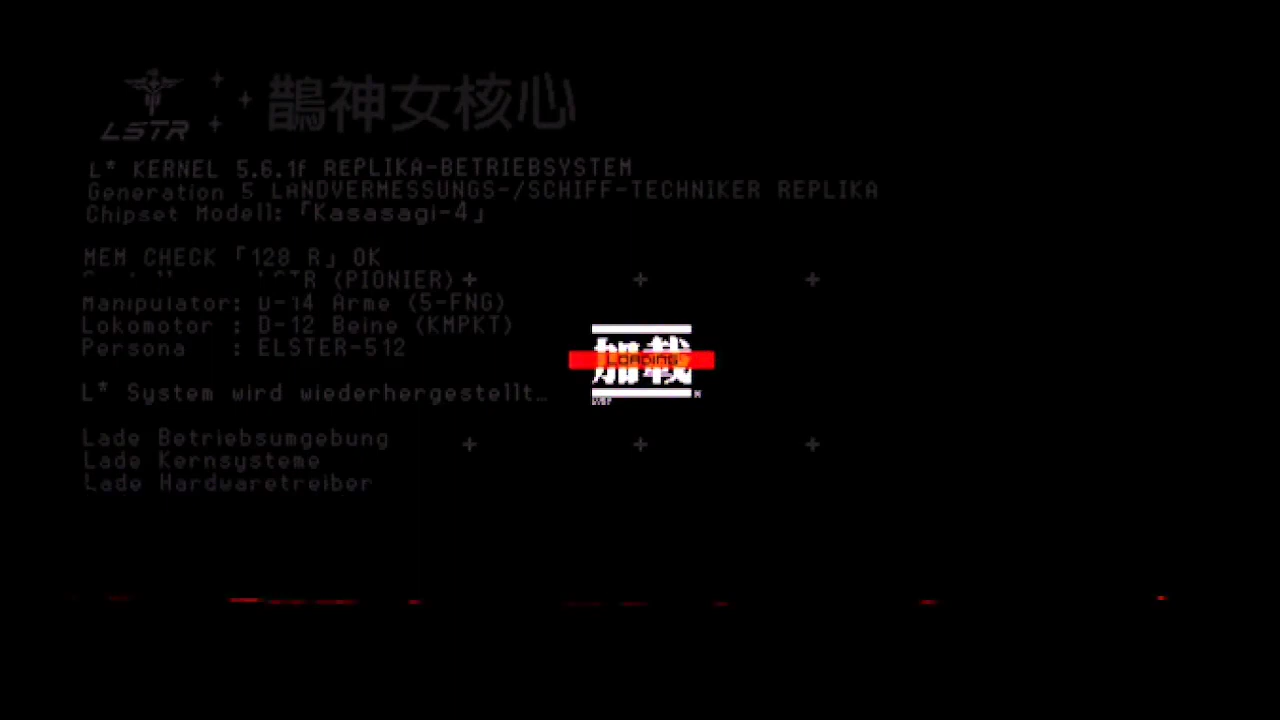 LSTR
鵲神女核心
L* KERNEL 5.6.1f REPLIKA-BETRIEBSYSTEM
Generation 5 LANDVERMESSUNGS-/SCHIFF-TECHNIKER REPLIKA
Chipset Modell:「Kasasagi-4」
MEM CHECK「128 R」OK
(PIONIER)
Manipulator: U-14 Arme (5-FNG)
Lokomotor : D-12 Beine (KMPKT)
Persona : ELSTER-512
L* System wird wiederhergestellt…
Lade Betriebsumgebung
Lade Kernsysteme
Lade Hardwaretreiber
加载
LOADING